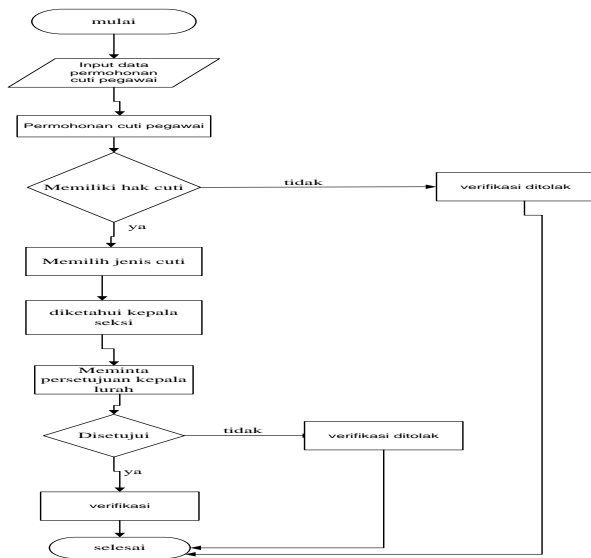 mulai
Input data
permohonan
cuti pegawai
Permohonan cuti pegawai
Memiliki hak cuti
tidak
verifikasi ditolak
ya
Memilih jenis cuti
diketahui kepala
seksi
Meminta
persetujuan kepala
lurah
Disetujui
tidak
verifikasi ditolak
ya
verifikasi
selesai